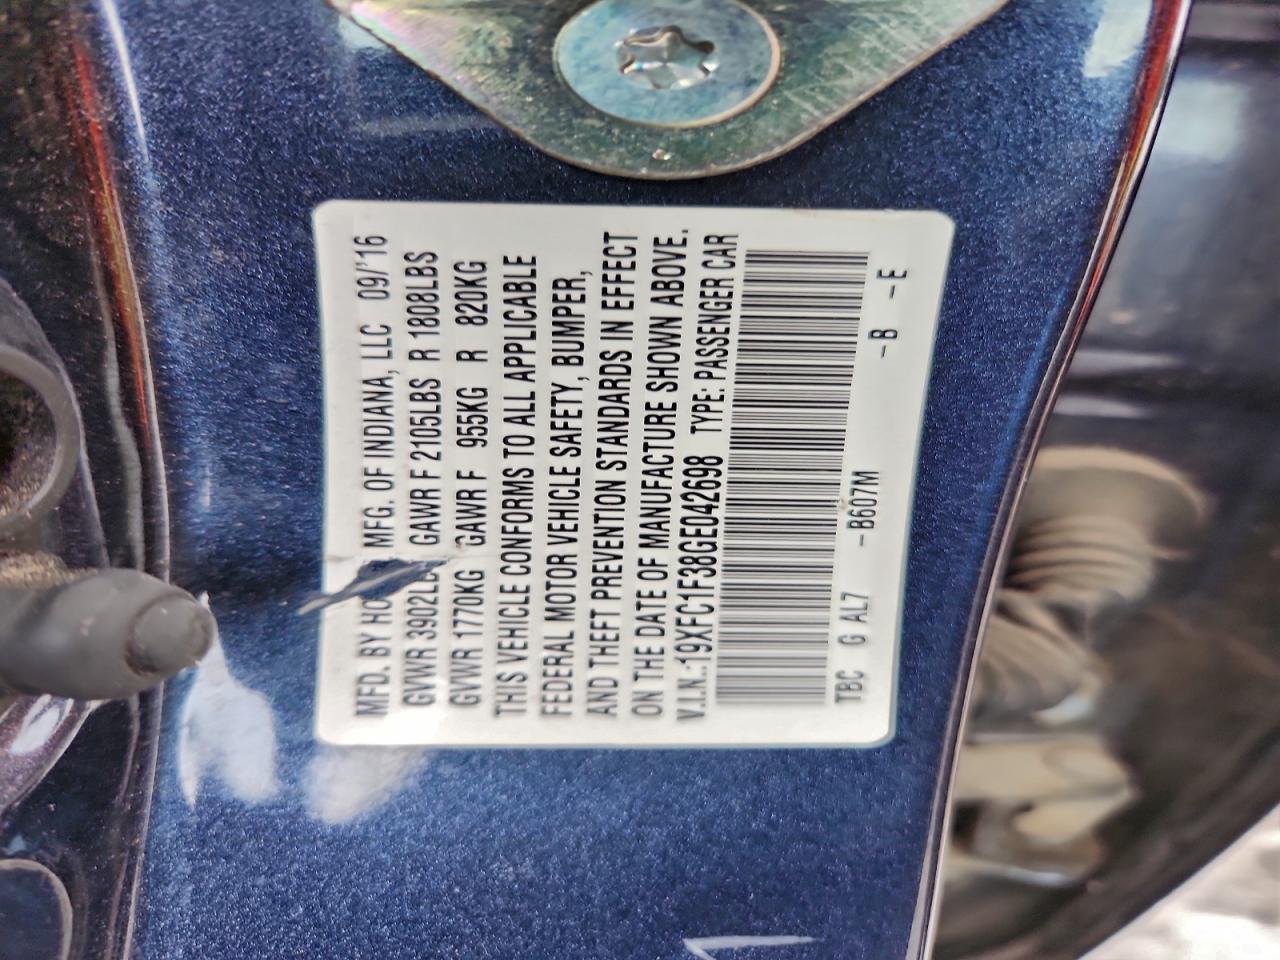 MFD. BY HO MFG. OF INDIANA, LLC 09/'16
GVWR 3902L GAWR F 2105LBS R 1808LBS
GVWR 1770KG GAWR F 955KG R 820KG
THIS VEHICLE CONFORMS TO ALL APPLICABLE
FEDERAL MOTOR VEHICLE SAFETY, BUMPER,
AND THEFT PREVENTION STANDARDS IN EFFECT
ON THE DATE OF MANUFACTURE SHOWN ABOVE.
V.I.N.:19XFC1F38GE042698 TYPE: PASSENGER CAR
TBC G AL7 -B607M -B -E